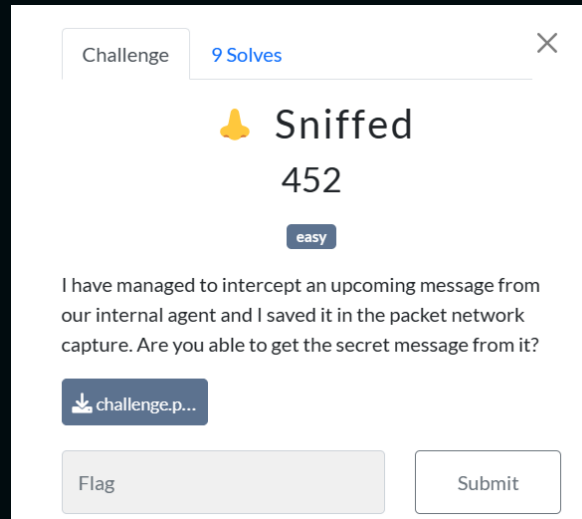 Challenge
9 Solves
Sniffed
452
easy
I have managed to intercept an upcoming message from
our internal agent and I saved it in the packet network
capture. Are you able to get the secret message from it?
challenge.p...
Flag
Submit